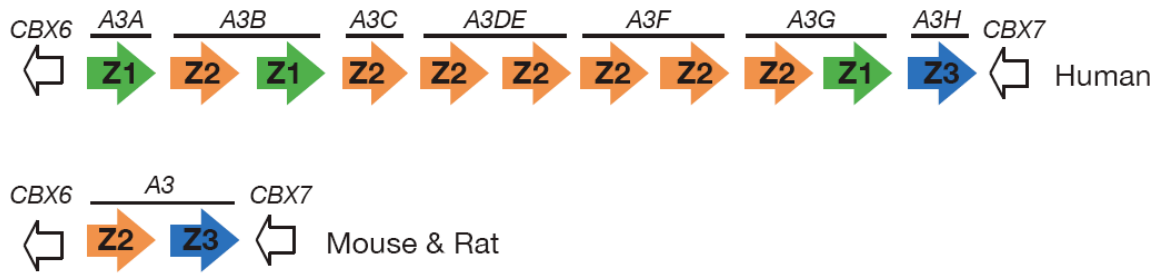 CBX6 A3A A3B A3C A3DE A3F A3G A3H CBX7
Z1 Z2 Z1 Z2 Z2 Z2 Z2 Z2 Z2 Z1 Z3 Human
CBX6 A3 CBX7
Z2 Z3 Mouse & Rat